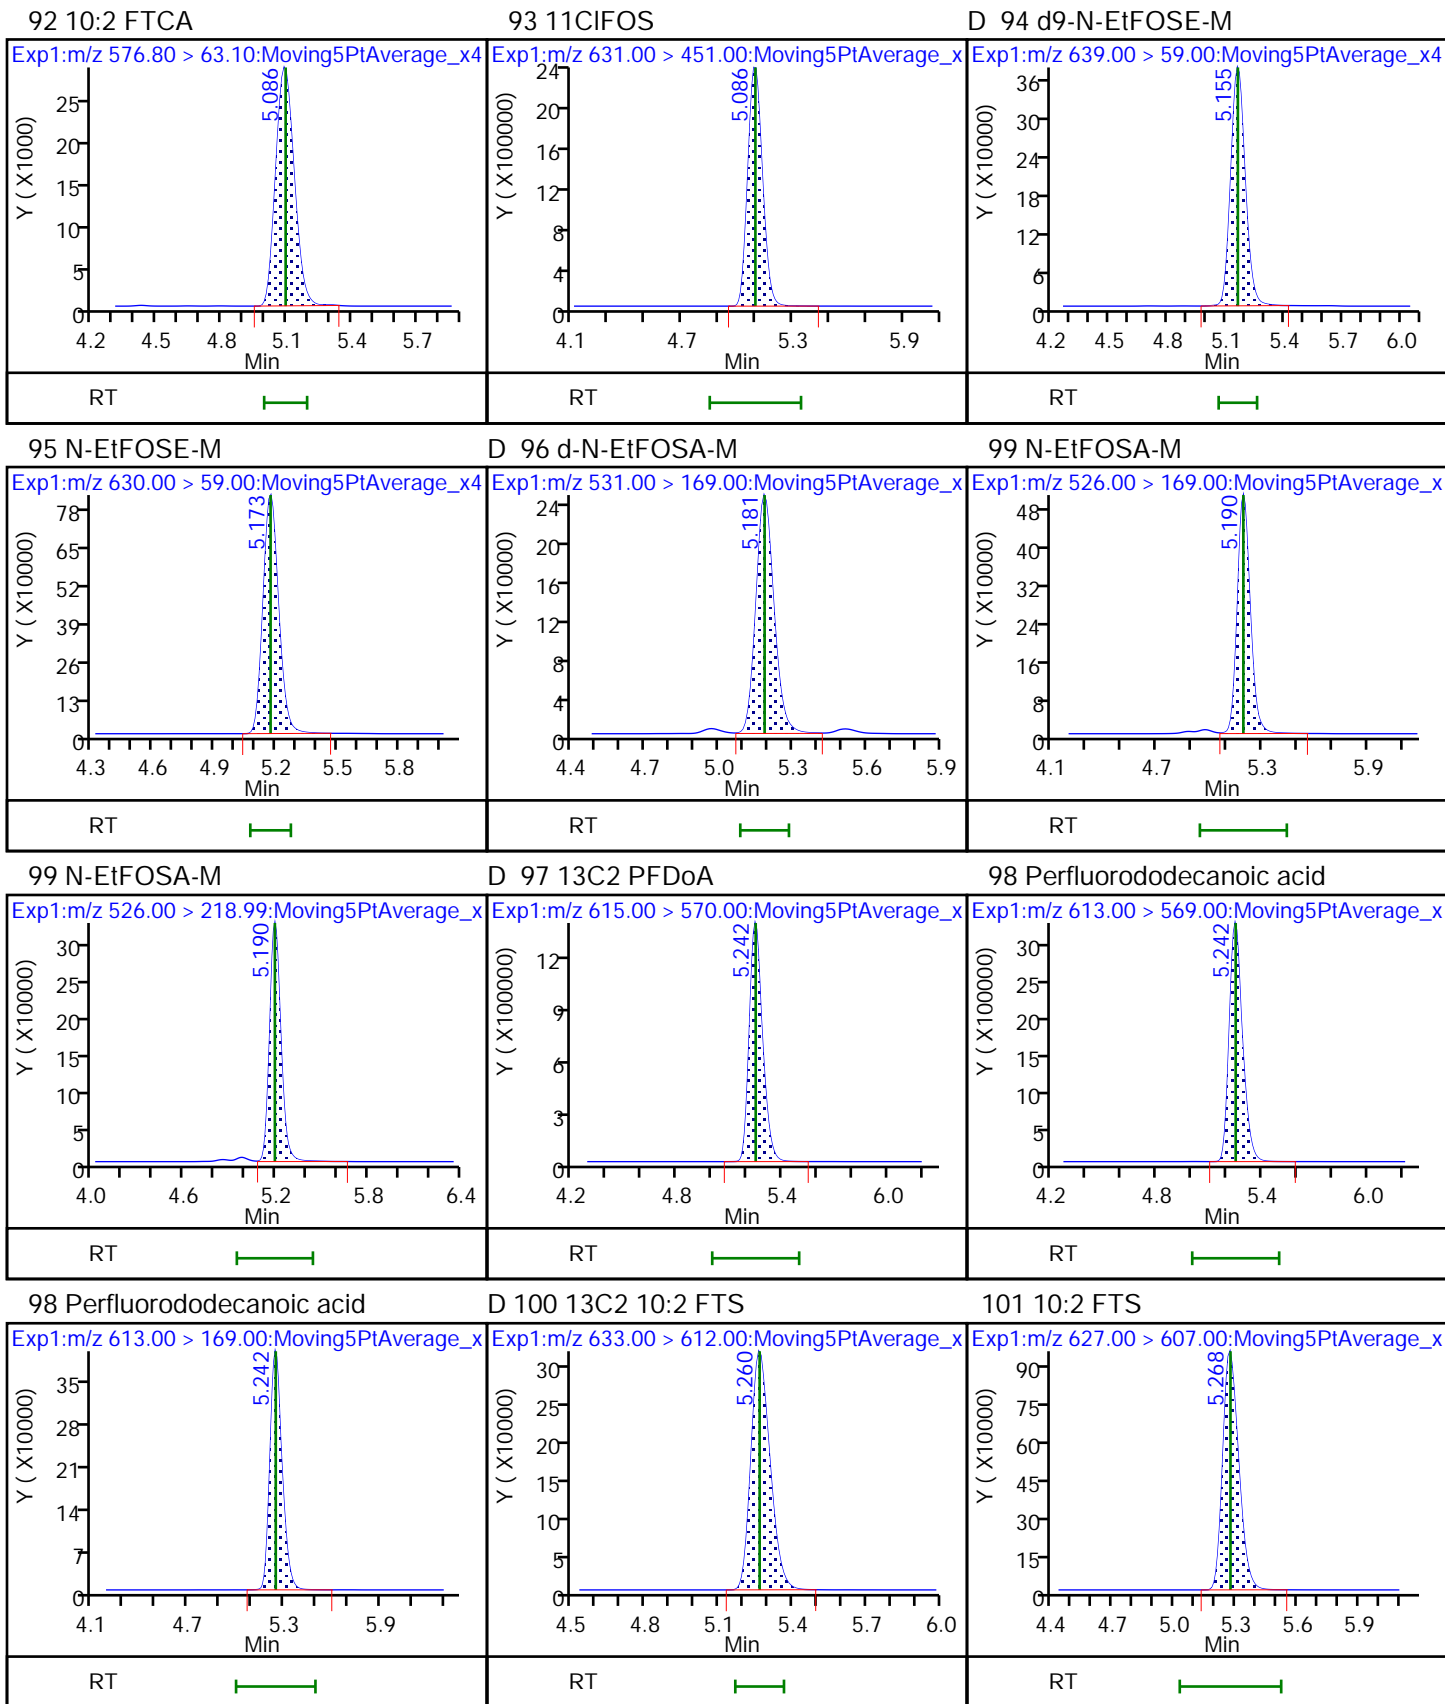 92 10:2 FTCA
Exp1:m/z 576.80 > 63.10:Moving5PtAverage_x4
5.086
Y ( X10000)
25
20
15
10
5
0
4.2 4.5 4.8 5.1 5.4 5.7
Min
RT
93 11ClFOS
Exp1:m/z 631.00 > 451.00:Moving5PtAverage_x
5.086
Y ( X100000)
24
20
16
12
8
4
0
4.1 4.7 5.3 5.9
Min
RT
D 94 d9-N-EtFOSE-M
Exp1:m/z 639.00 > 59.00:Moving5PtAverage_x4
5.155
Y ( X10000)
36
30
24
18
12
6
0
4.2 4.5 4.8 5.1 5.4 5.7 6.0
Min
RT
95 N-EtFOSE-M
Exp1:m/z 630.00 > 59.00:Moving5PtAverage_x4
5.173
Y ( X10000)
78
65
52
39
26
13
0
4.3 4.6 4.9 5.2 5.5 5.8
Min
RT
D 96 d-N-EtFOSA-M
Exp1:m/z 531.00 > 169.00:Moving5PtAverage_x
5.181
Y ( X10000)
24
20
16
12
8
4
0
4.4 4.7 5.0 5.3 5.6 5.9
Min
RT
99 N-EtFOSA-M
Exp1:m/z 526.00 > 169.00:Moving5PtAverage_x
5.190
Y ( X10000)
48
40
32
24
16
8
0
4.1 4.7 5.3 5.9
Min
RT
99 N-EtFOSA-M
Exp1:m/z 526.00 > 218.99:Moving5PtAverage_x
5.190
Y ( X10000)
30
25
20
15
10
5
0
4.0 4.6 5.2 5.8 6.4
Min
RT
D 97 13C2 PFDoA
Exp1:m/z 615.00 > 570.00:Moving5PtAverage_x
5.242
Y ( X100000)
12
9
6
3
0
4.2 4.8 5.4 6.0
Min
RT
98 Perfluorododecanoic acid
Exp1:m/z 613.00 > 569.00:Moving5PtAverage_x
5.242
Y ( X100000)
30
25
20
15
10
5
0
4.2 4.8 5.4 6.0
Min
RT
98 Perfluorododecanoic acid
Exp1:m/z 613.00 > 169.00:Moving5PtAverage_x
5.242
Y ( X10000)
35
28
21
14
7
0
4.1 4.7 5.3 5.9
Min
RT
D 100 13C2 10:2 FTS
Exp1:m/z 633.00 > 612.00:Moving5PtAverage_x
5.260
Y ( X10000)
30
25
20
15
10
5
0
4.5 4.8 5.1 5.4 5.7 6.0
Min
RT
101 10:2 FTS
Exp1:m/z 627.00 > 607.00:Moving5PtAverage_x
5.268
Y ( X10000)
90
75
60
45
30
15
0
4.4 4.7 5.0 5.3 5.6 5.9
Min
RT